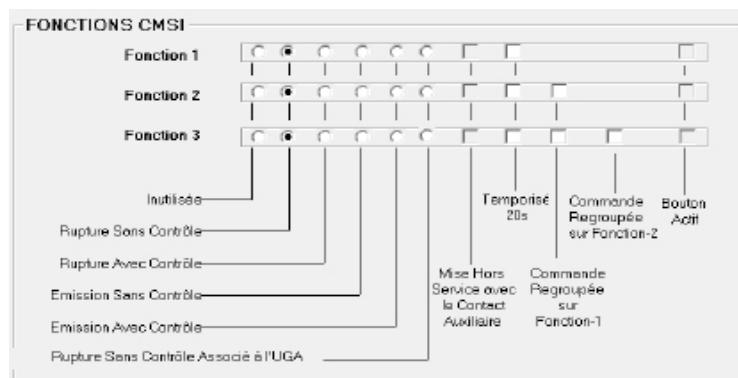 FONCTIONS CMSI
Fonction 1
Fonction 2
Fonction 3
Inutilisée
Rupture Sans Contrôle
Rupture Avec Contrôle
Emission Sans Contrôle
Emission Avec Contrôle
Rupture Sans Contrôle Associé à l'UGA
Mise Hors
Service avec
le Contact
Auxiliaire
Temporisé
20s
Commande
Regroupée
sur
Fonction-1
Commande
Regroupée
sur Fonction-2
Bouton
Actif